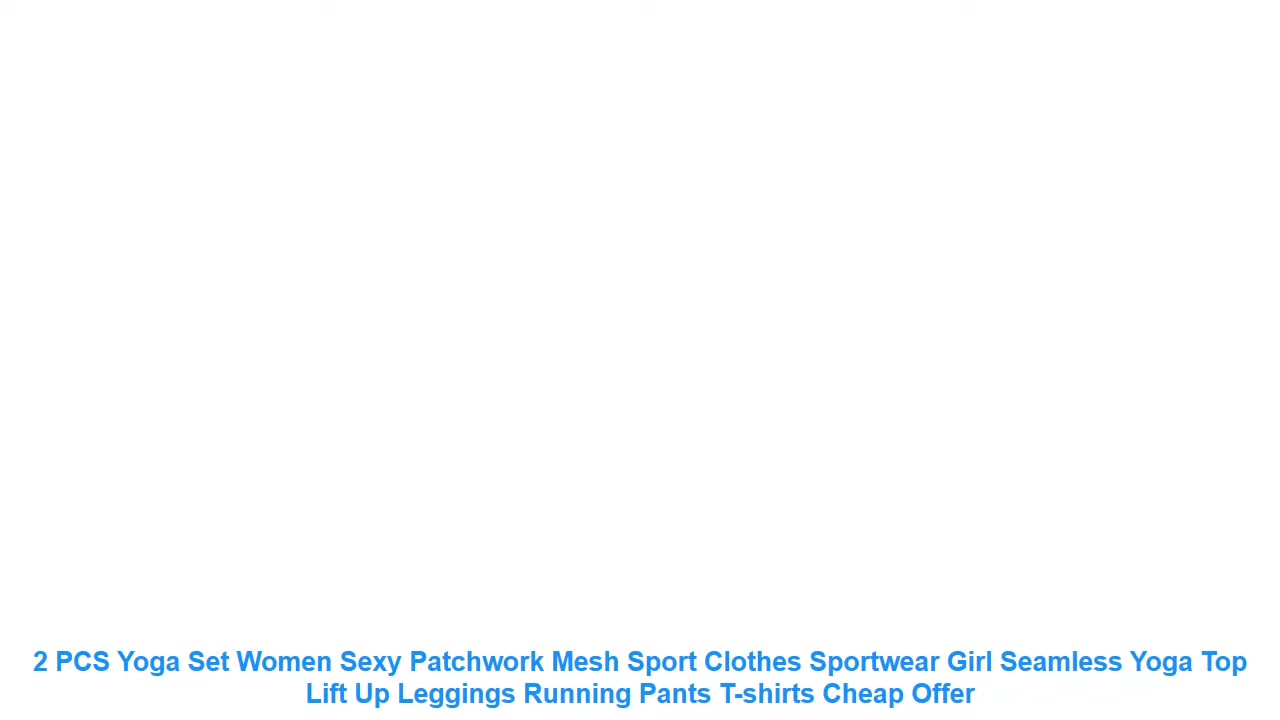 2 PCS Yoga Set Women Sexy Patchwork Mesh Sport Clothes Sportwear Girl Seamless Yoga Top
Lift Up Leggings Running Pants T-shirts Cheap Offer